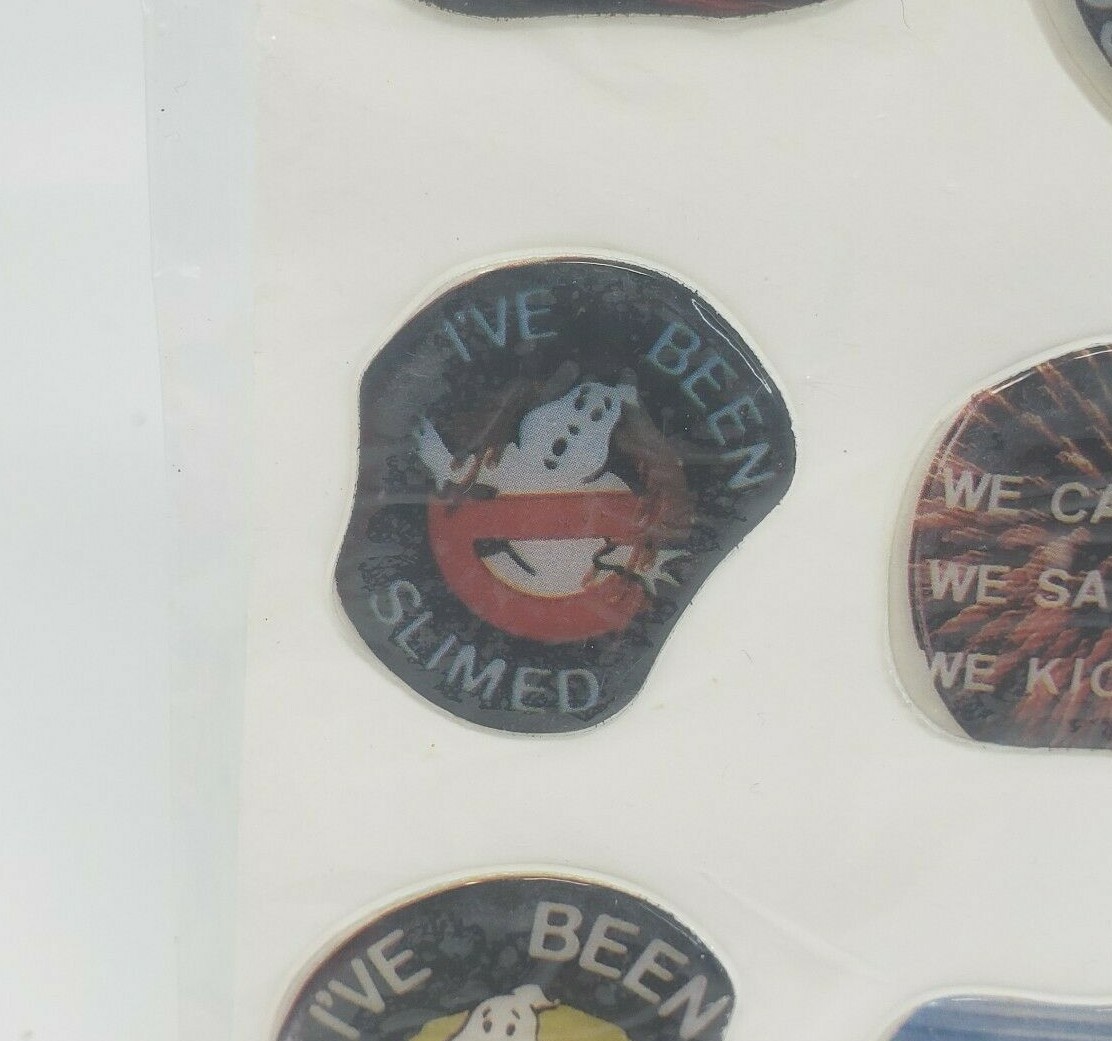 I'VE BEEN
SLIMED
WE CA
WE SA
WE KIC
I'VE BEEN